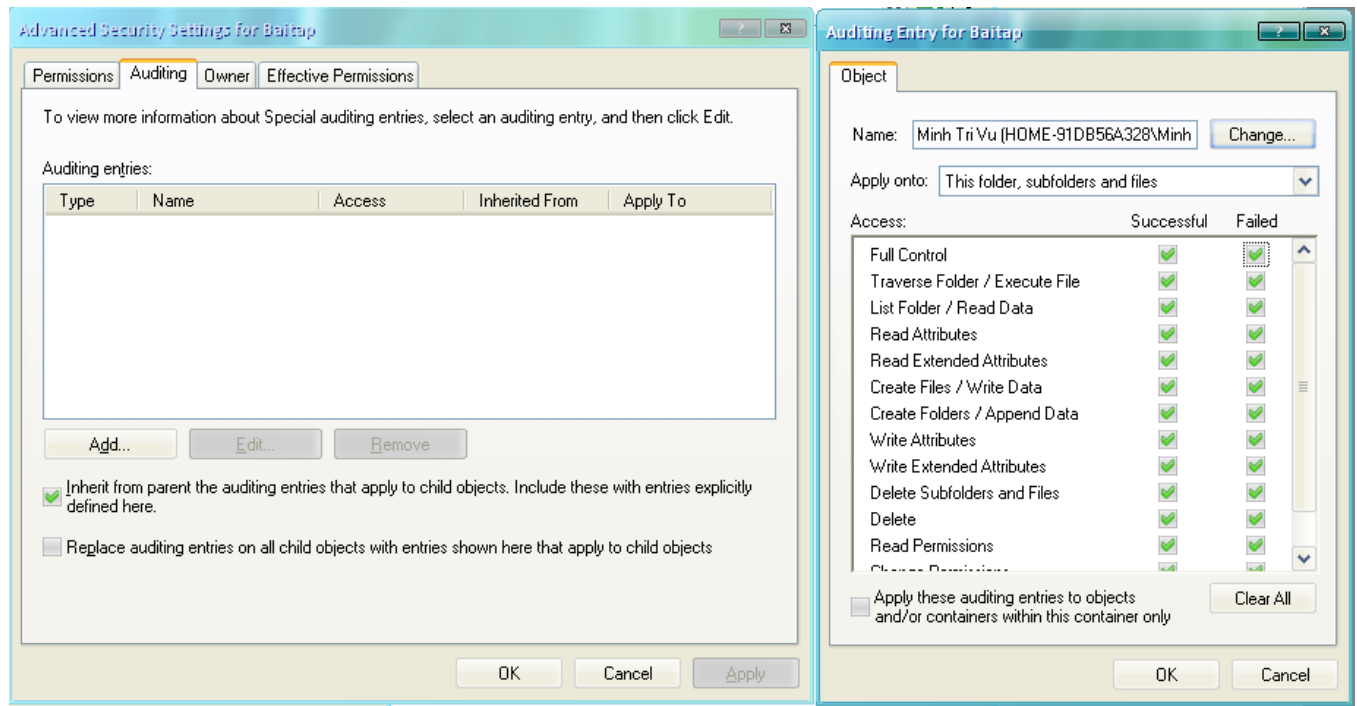 Advanced Security Settings for Baitap
Permissions Auditing Owner Effective Permissions
To view more information about Special auditing entries, select an auditing entry, and then click Edit.
Auditing entries:
Type Name Access Inherited From Apply To
Add... Edit... Remove
Inherit from parent the auditing entries that apply to child objects. Include these with entries explicitly
defined here.
Replace auditing entries on all child objects with entries shown here that apply to child objects
OK Cancel Apply
Auditing Entry for Baitap
Object
Name: Minh Tri Vu (HOME-91DB56A328\Minh Change...
Apply onto: This folder, subfolders and files
Access: Successful Failed
Full Control
Traverse Folder / Execute File
List Folder / Read Data
Read Attributes
Read Extended Attributes
Create Files / Write Data
Create Folders / Append Data
Write Attributes
Write Extended Attributes
Delete Subfolders and Files
Delete
Read Permissions
Change Permissions
Apply these auditing entries to objects
and/or containers within this container only
Clear All
OK Cancel